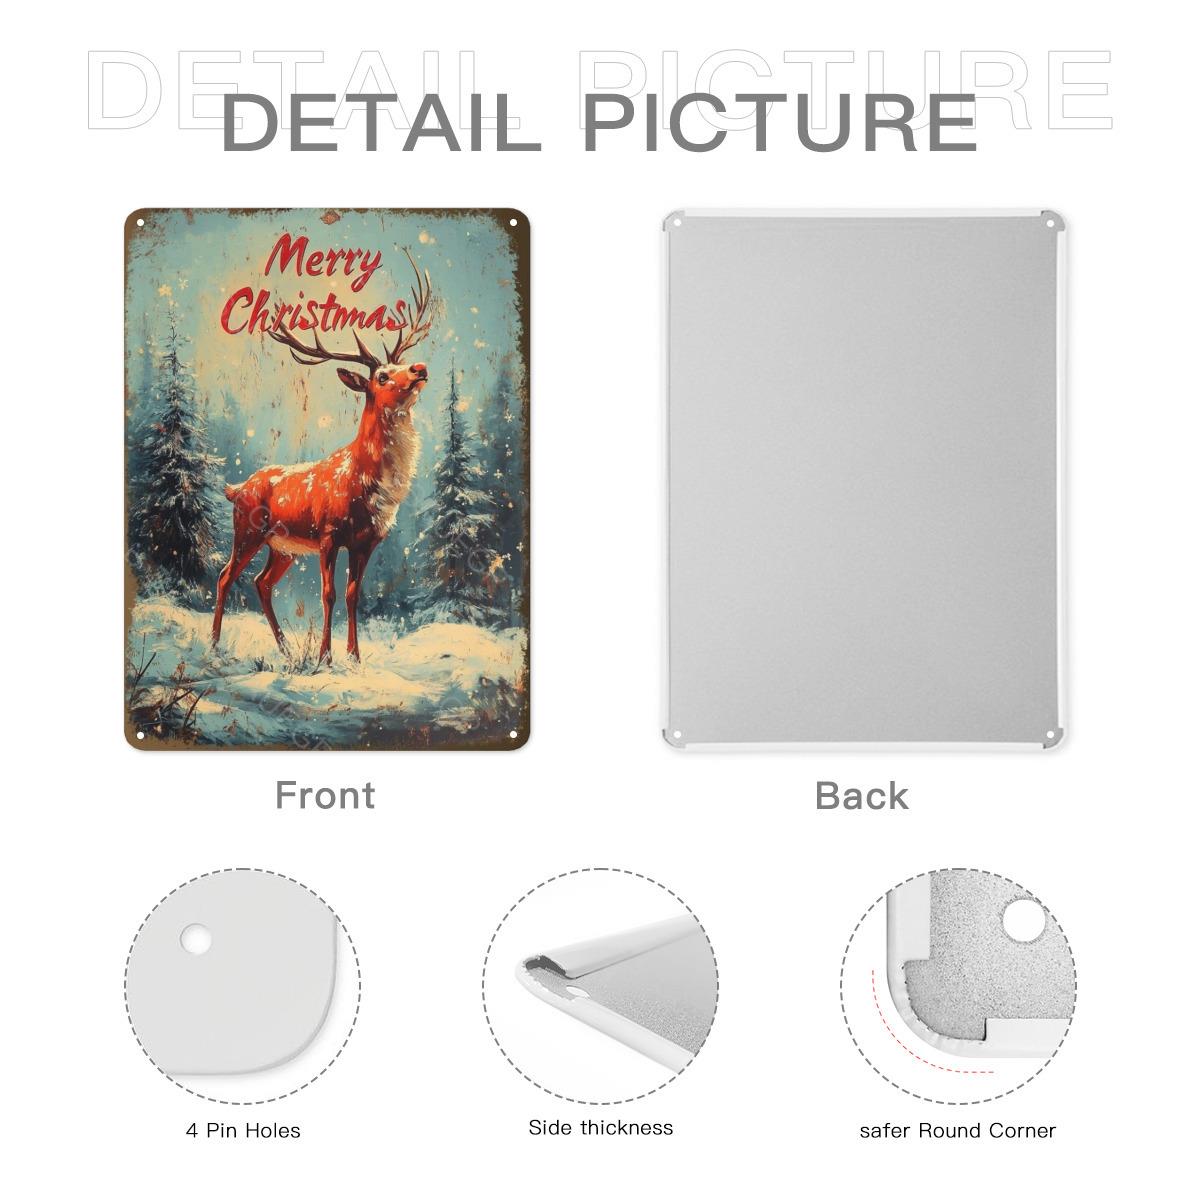 DETAIL PICTURE
DETAIL PICTURE
Merry
Christmas
Front
Back
4 Pin Holes
Side thickness
safer Round Corner